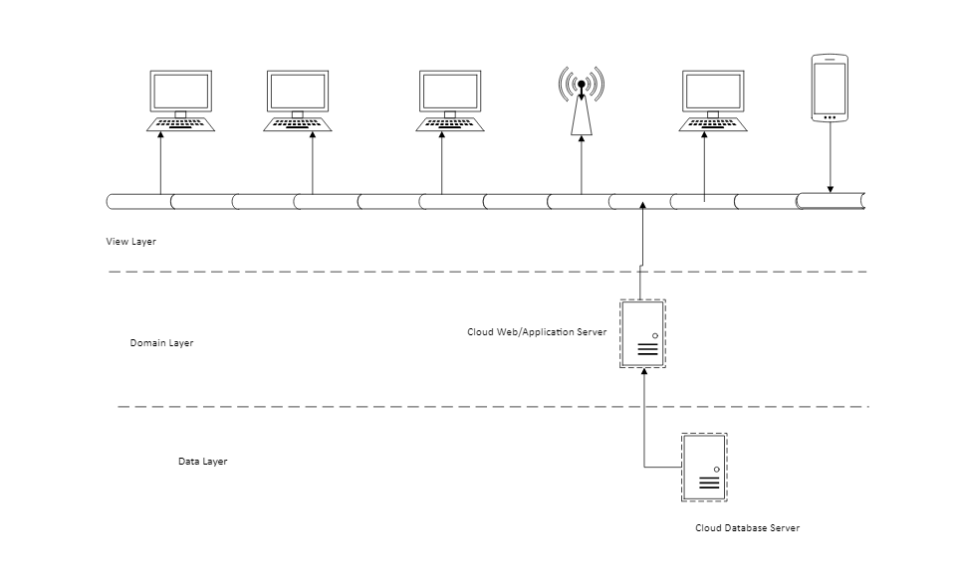 View Layer
Cloud Web/Application Server
Domain Layer
Data Layer
Cloud Database Server